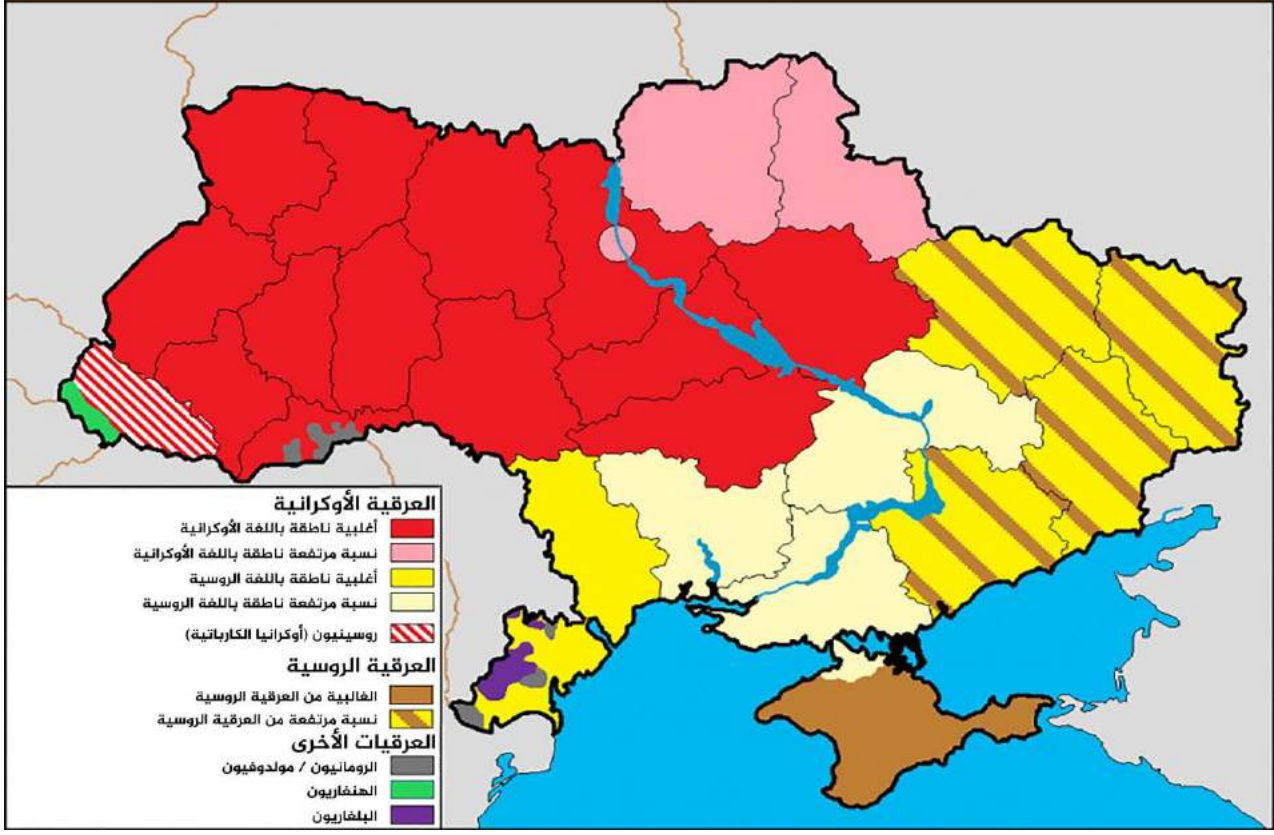 العرقية الأوكرانية
أغلبية ناطقة باللغة الأوكرانية
نسبة مرتفعة ناطقة باللغة الأوكرانية
أغلبية ناطقة باللغة الروسية
نسبة مرتفعة ناطقة باللغة الروسية
روسينيون (أوكرانيا الكارباتية)
العرقية الروسية
الغالبية من العرقية الروسية
نسبة مرتفعة من العرقية الروسية
العرقيات الأخرى
الرومانيون / مولدوفيون
الهنغاريون
البلغاريون